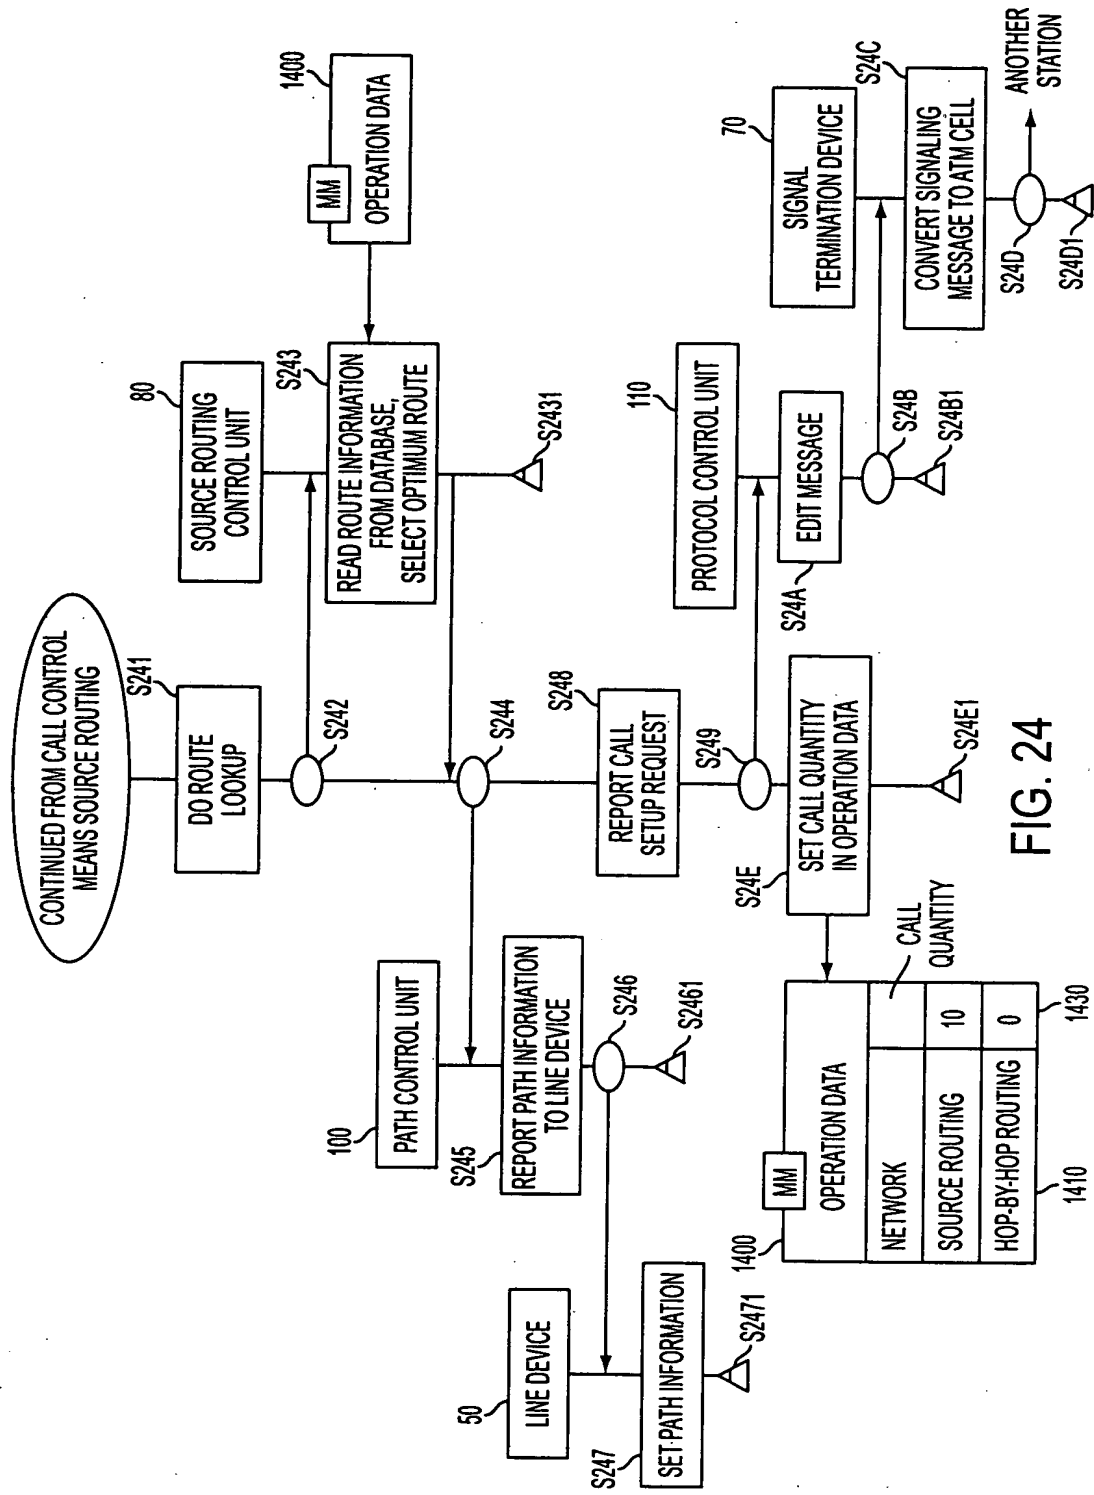 CONTINUED FROM CALL CONTROL
MEANS SOURCE ROUTING
S241
DO ROUTE
LOOKUP
S242
80
SOURCE ROUTING
CONTROL UNIT
S243
READ ROUTE INFORMATION
FROM DATABASE,
SELECT OPTIMUM ROUTE
S2431
1400
MM
OPERATION DATA
S244
100
PATH CONTROL UNIT
S245
REPORT PATH INFORMATION
TO LINE DEVICE
S246
S2461
50
LINE DEVICE
S247
SET PATH INFORMATION
S2471
S248
REPORT CALL
SETUP REQUEST
S249
110
PROTOCOL CONTROL UNIT
S24A
EDIT MESSAGE
S24B
S24B1
70
SIGNAL
TERMINATION DEVICE
S24C
CONVERT SIGNALING
MESSAGE TO ATM CELL
S24D
S24D1
ANOTHER
STATION
S24E
SET CALL QUANTITY
IN OPERATION DATA
S24E1
1400
MM
OPERATION DATA
CALL
QUANTITY
NETWORK
SOURCE ROUTING 10
HOP-BY-HOP ROUTING 0
1410
1430
FIG. 24